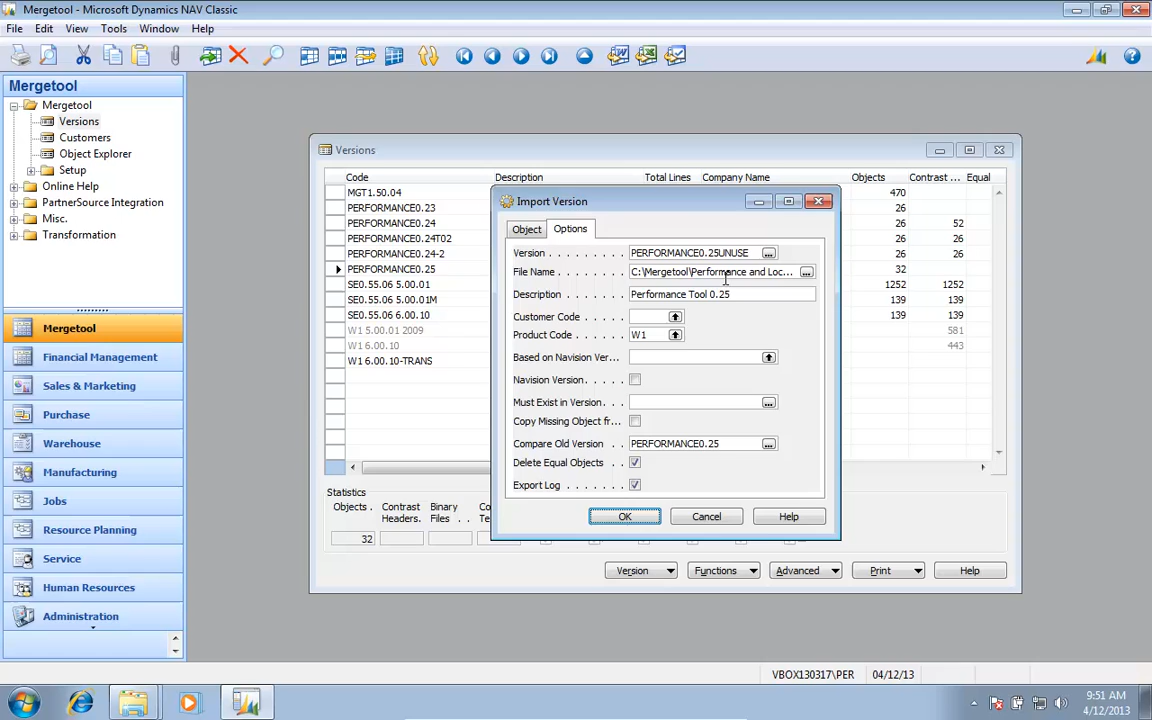 Mergetool - Microsoft Dynamics NAV Classic
File Edit View Tools Window Help
Mergetool
Mergetool
Versions
Customers
Object Explorer
Setup
Online Help
PartnerSource Integration
Misc.
Transformation
Mergetool
Financial Management
Sales & Marketing
Purchase
Warehouse
Manufacturing
Jobs
Resource Planning
Service
Human Resources
Administration
Versions
Code Description Total Lines Company Name Objects Contrast ... Equal
MGT1.50.04 470
PERFORMANCE0.23 26
PERFORMANCE0.24 26 52
PERFORMANCE0.24T02 26
PERFORMANCE0.24-2 26
PERFORMANCE0.25 32
SE0.55.06 5.00.01 1252 1252
SE0.55.06 5.00.01M 139 139
SE0.55.06 6.00.10 139 139
W1 5.00.01 2009 581
W1 6.00.10 443
W1 6.00.10-TRANS
Statistics
Objects . Contrast Headers. Binary Files . .
32
Version Functions Advanced Print Help
Import Version
Object Options
Version . . . . . . . . . PERFORMANCE0.25UNUSE ...
File Name . . . . . . . . C:\Mergetool\Performance and Loc... ...
Description . . . . . . . Performance Tool 0.25
Customer Code . . . . .
Product Code . . . . . . W1
Based on Navision Ver...
Navision Version. . . . .
Must Exist in Version. . . ...
Copy Missing Object fr...
Compare Old Version . . PERFORMANCE0.25 ...
Delete Equal Objects . .
Export Log . . . . . . . .
OK Cancel Help
VBOX130317\PER 04/12/13
9:51 AM
4/12/2013